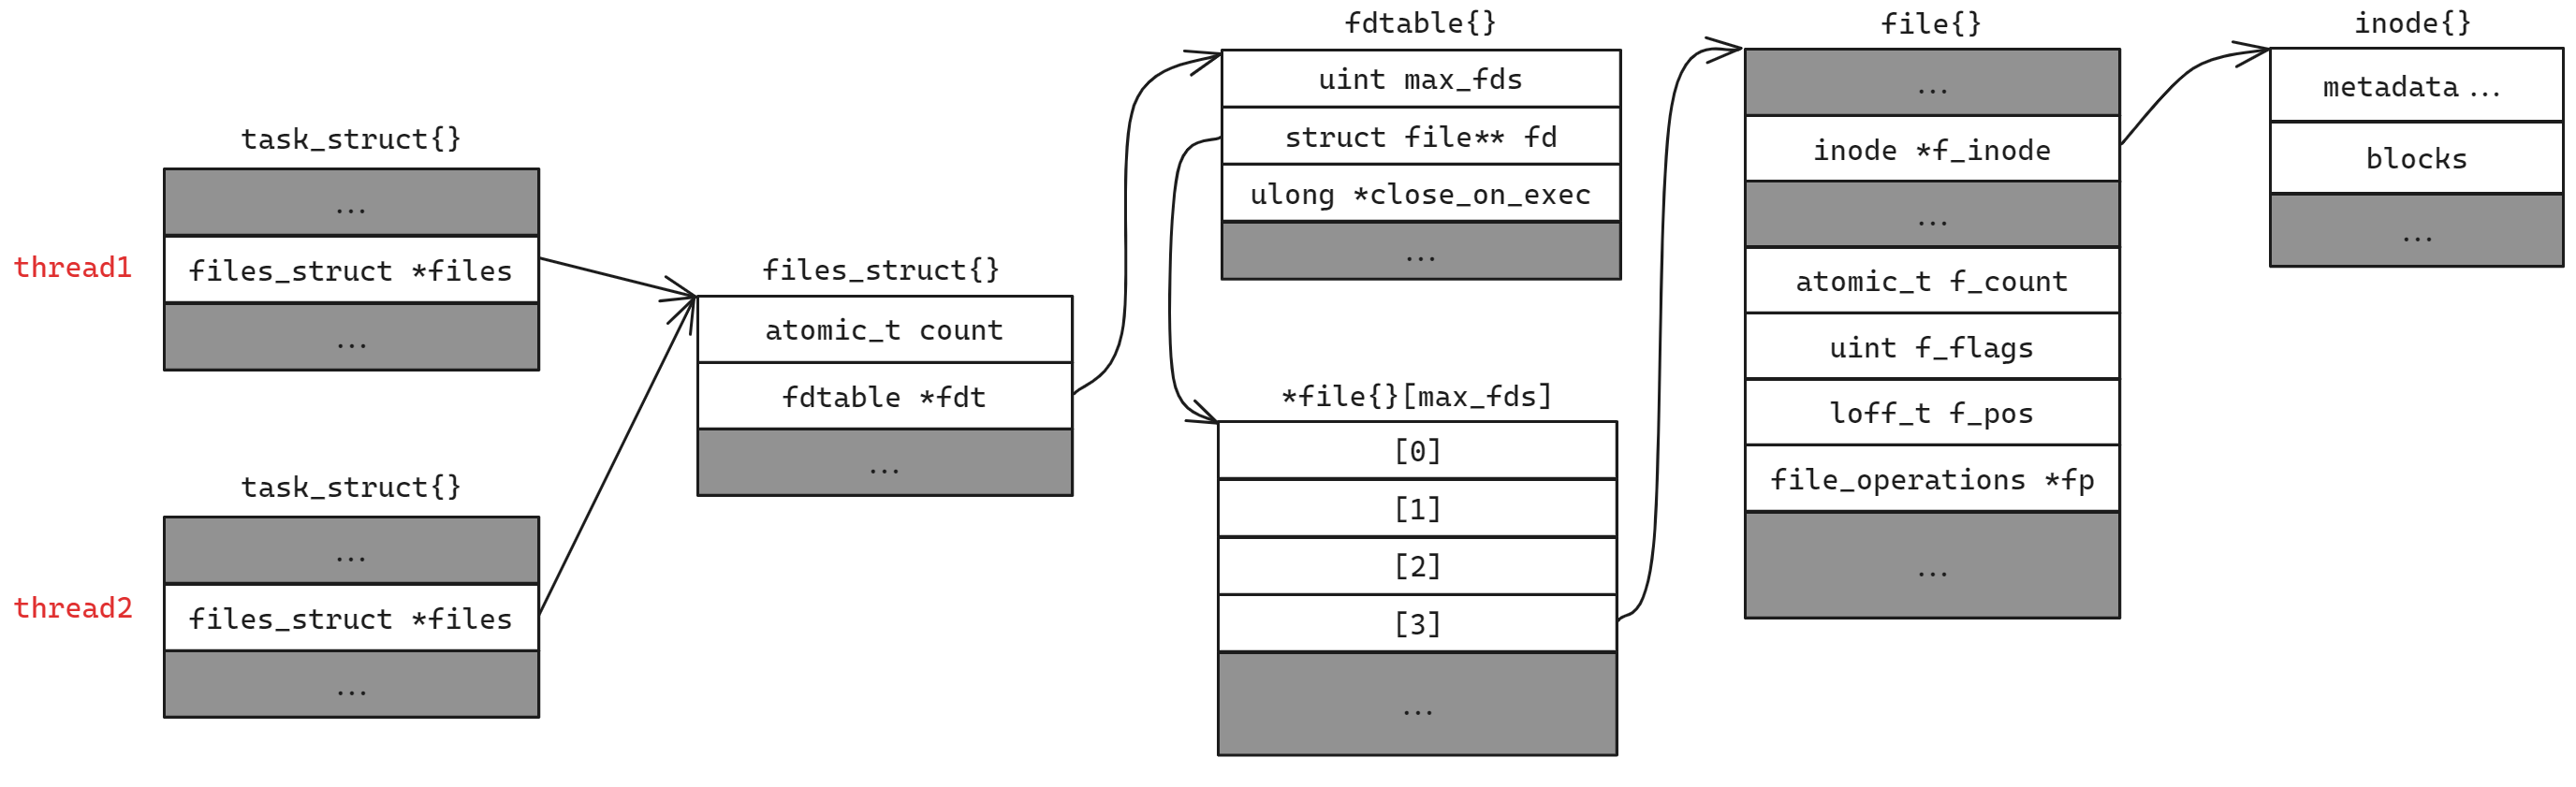 thread1
task_struct{}
...
files_struct *files
...
thread2
task_struct{}
...
files_struct *files
...
files_struct{}
atomic_t count
fdtable *fdt
...
fdtable{}
uint max_fds
struct file** fd
ulong *close_on_exec
...
*file{}[max_fds]
[0]
[1]
[2]
[3]
...
file{}
...
inode *f_inode
...
atomic_t f_count
uint f_flags
loff_t f_pos
file_operations *fp
...
inode{}
metadata ...
blocks
...